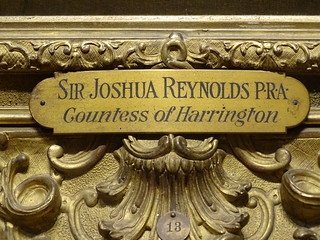 Sir Joshua Reynolds P.R.A.
Countess of Harrington
13